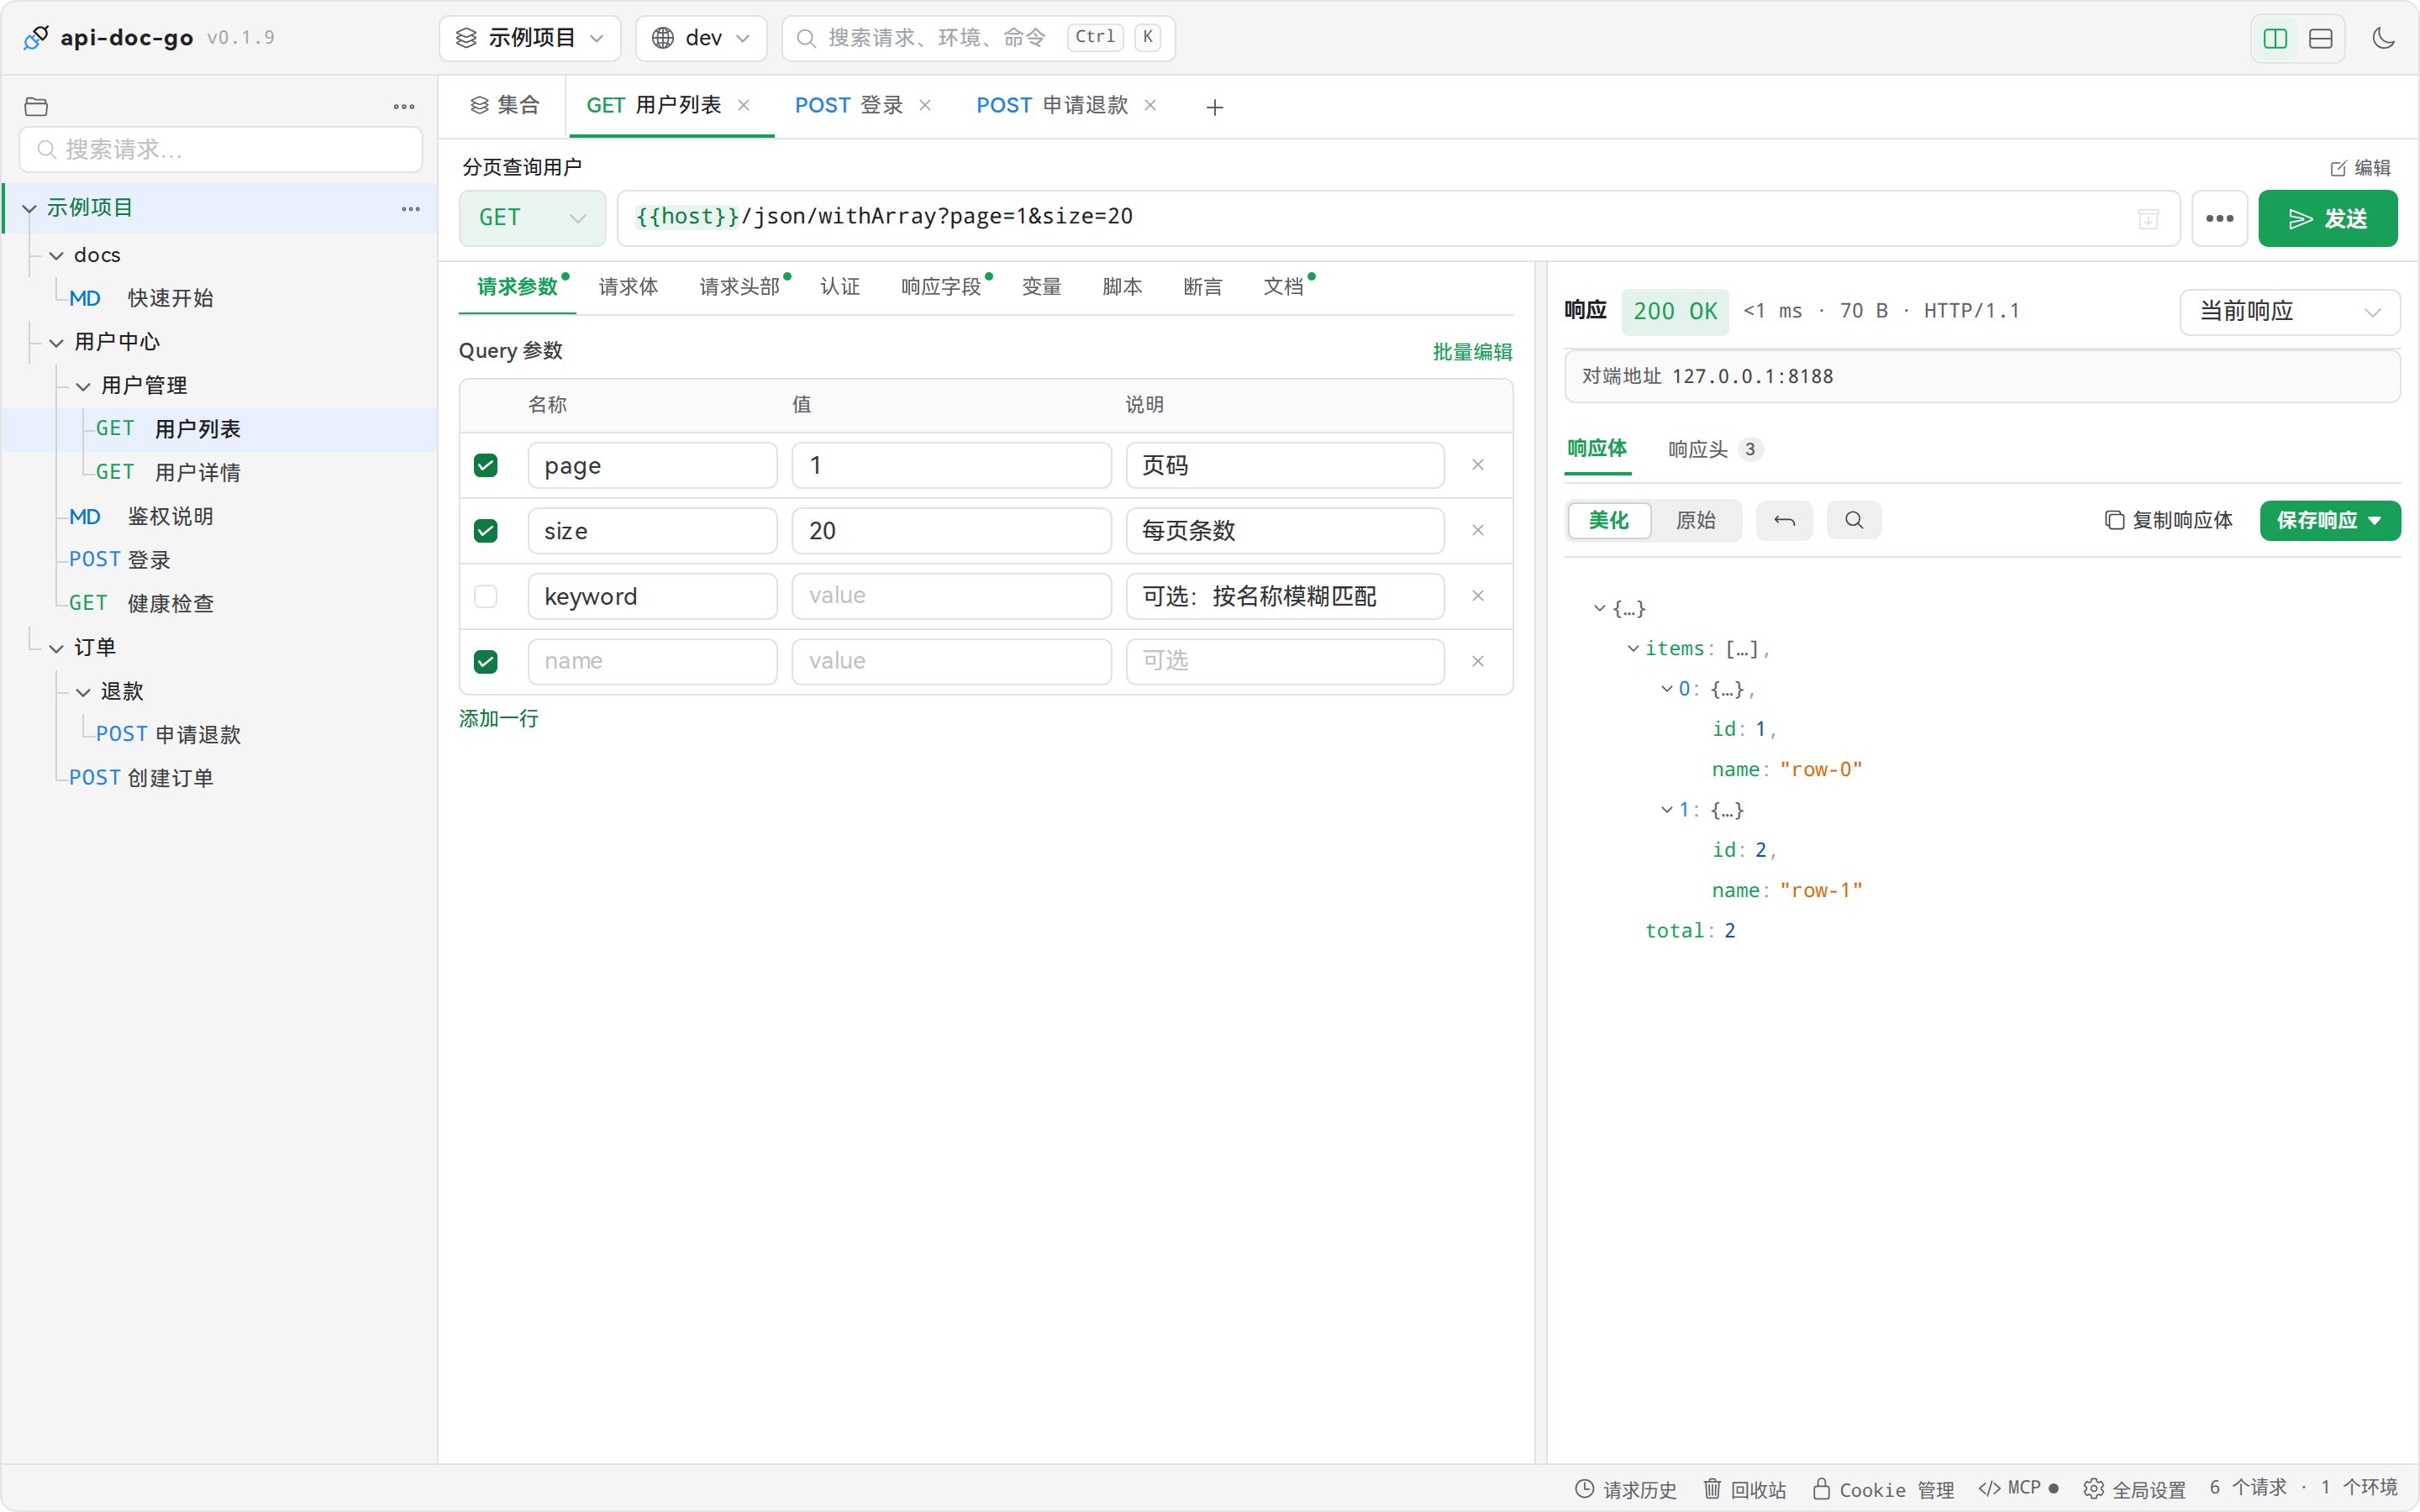 api-doc-go v0.1.9
示例项目
dev
搜索请求、环境、命令 Ctrl K
搜索请求...
示例项目
docs
MD 快速开始
用户中心
用户管理
GET 用户列表
GET 用户详情
MD 鉴权说明
POST 登录
GET 健康检查
订单
退款
POST 申请退款
POST 创建订单
集合
GET 用户列表
POST 登录
POST 申请退款
分页查询用户
编辑
GET
{{host}}/json/withArray?page=1&size=20
发送
请求参数 请求体 请求头部 认证 响应字段 变量 脚本 断言 文档
Query 参数
批量编辑
名称 值 说明
page 1 页码
size 20 每页条数
keyword value 可选：按名称模糊匹配
name value 可选
添加一行
响应 200 OK <1 ms · 70 B · HTTP/1.1
当前响应
对端地址 127.0.0.1:8188
响应体 响应头 3
美化 原始
复制响应体
保存响应
{…}
items: […],
0: {…},
id: 1,
name: "row-0"
1: {…}
id: 2,
name: "row-1"
total: 2
请求历史 回收站 Cookie 管理 </> MCP 全局设置 6 个请求 · 1 个环境